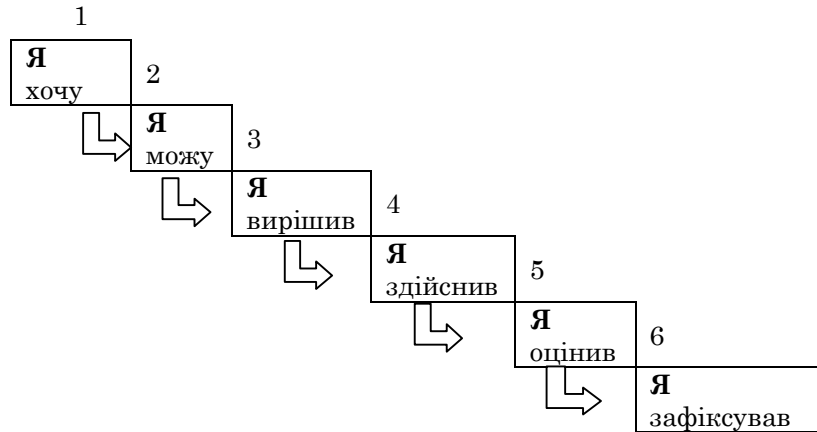 1
Я
хочу
2
Я
можу
3
Я
вирішив
4
Я
здійснив
5
Я
оцінив
6
Я
зафіксував